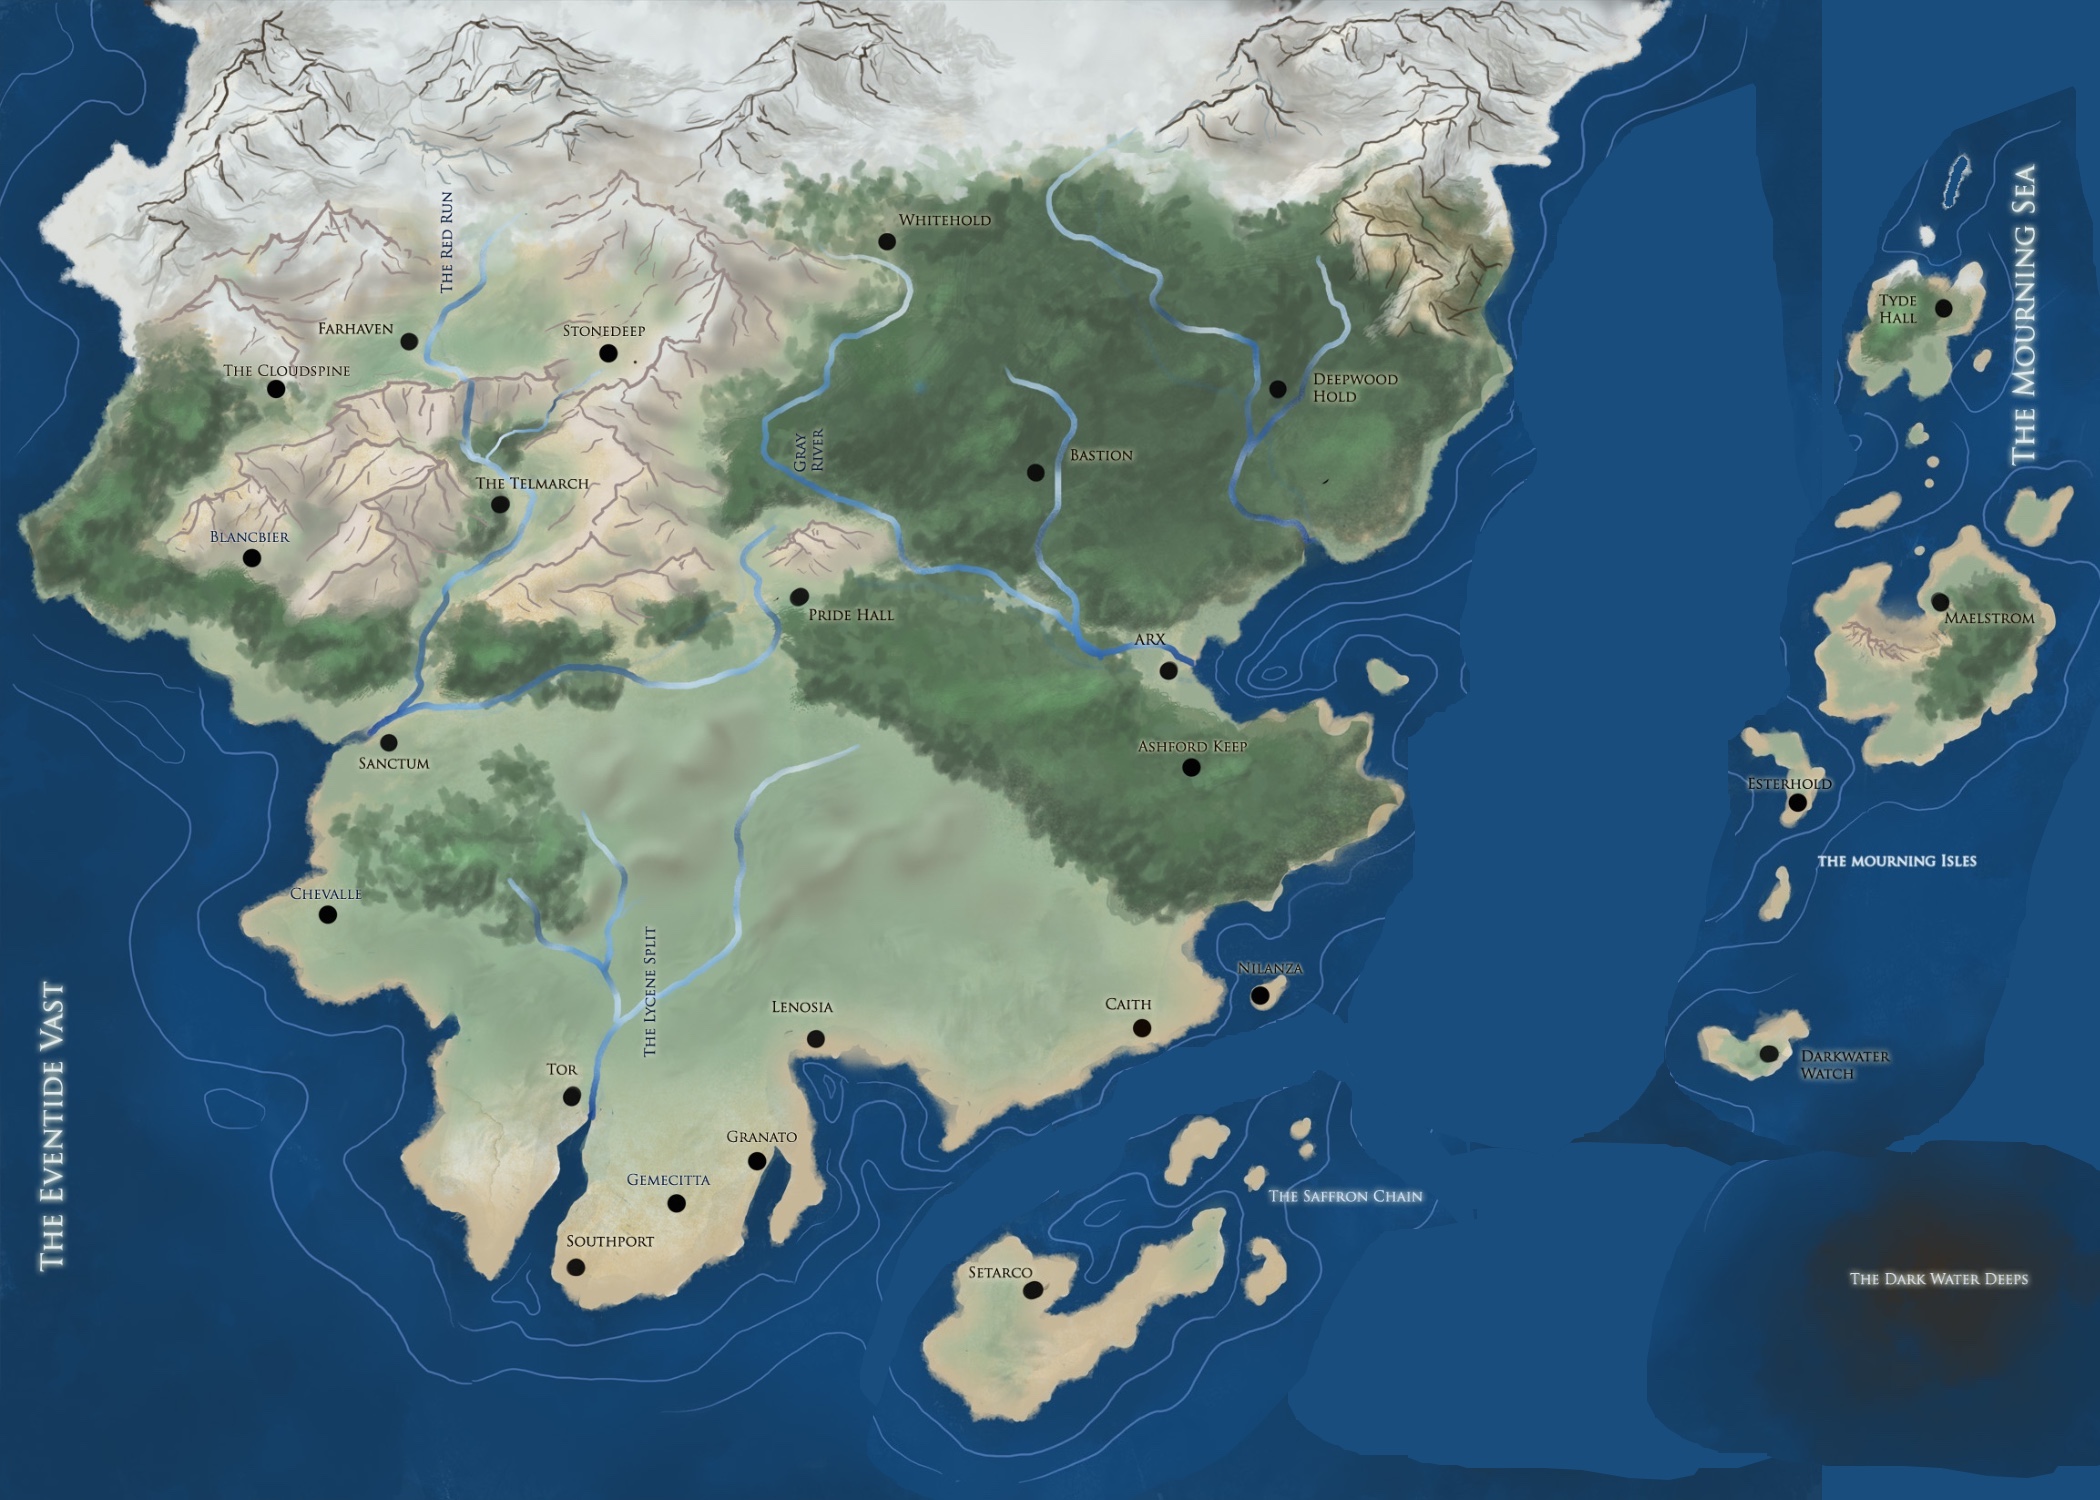 The Red Run
Whitehold
The Mourning Sea
Tyde
Hall
Farhaven
Stonedeep
The Cloudspine
Deepwood
Hold
Gray
River
Bastion
The Telmarch
Blancbier
Pride Hall
Maelstrom
Arx
Ashford Keep
Sanctum
Esterhold
The Mourning Isles
Chevalle
The Lycene Split
Nilanza
Lenosia
Caith
The Eventide Vast
Darkwater
Watch
Tor
Granato
Gemecitta
The Saffron Chain
Southport
Setarco
The Dark Water Deeps